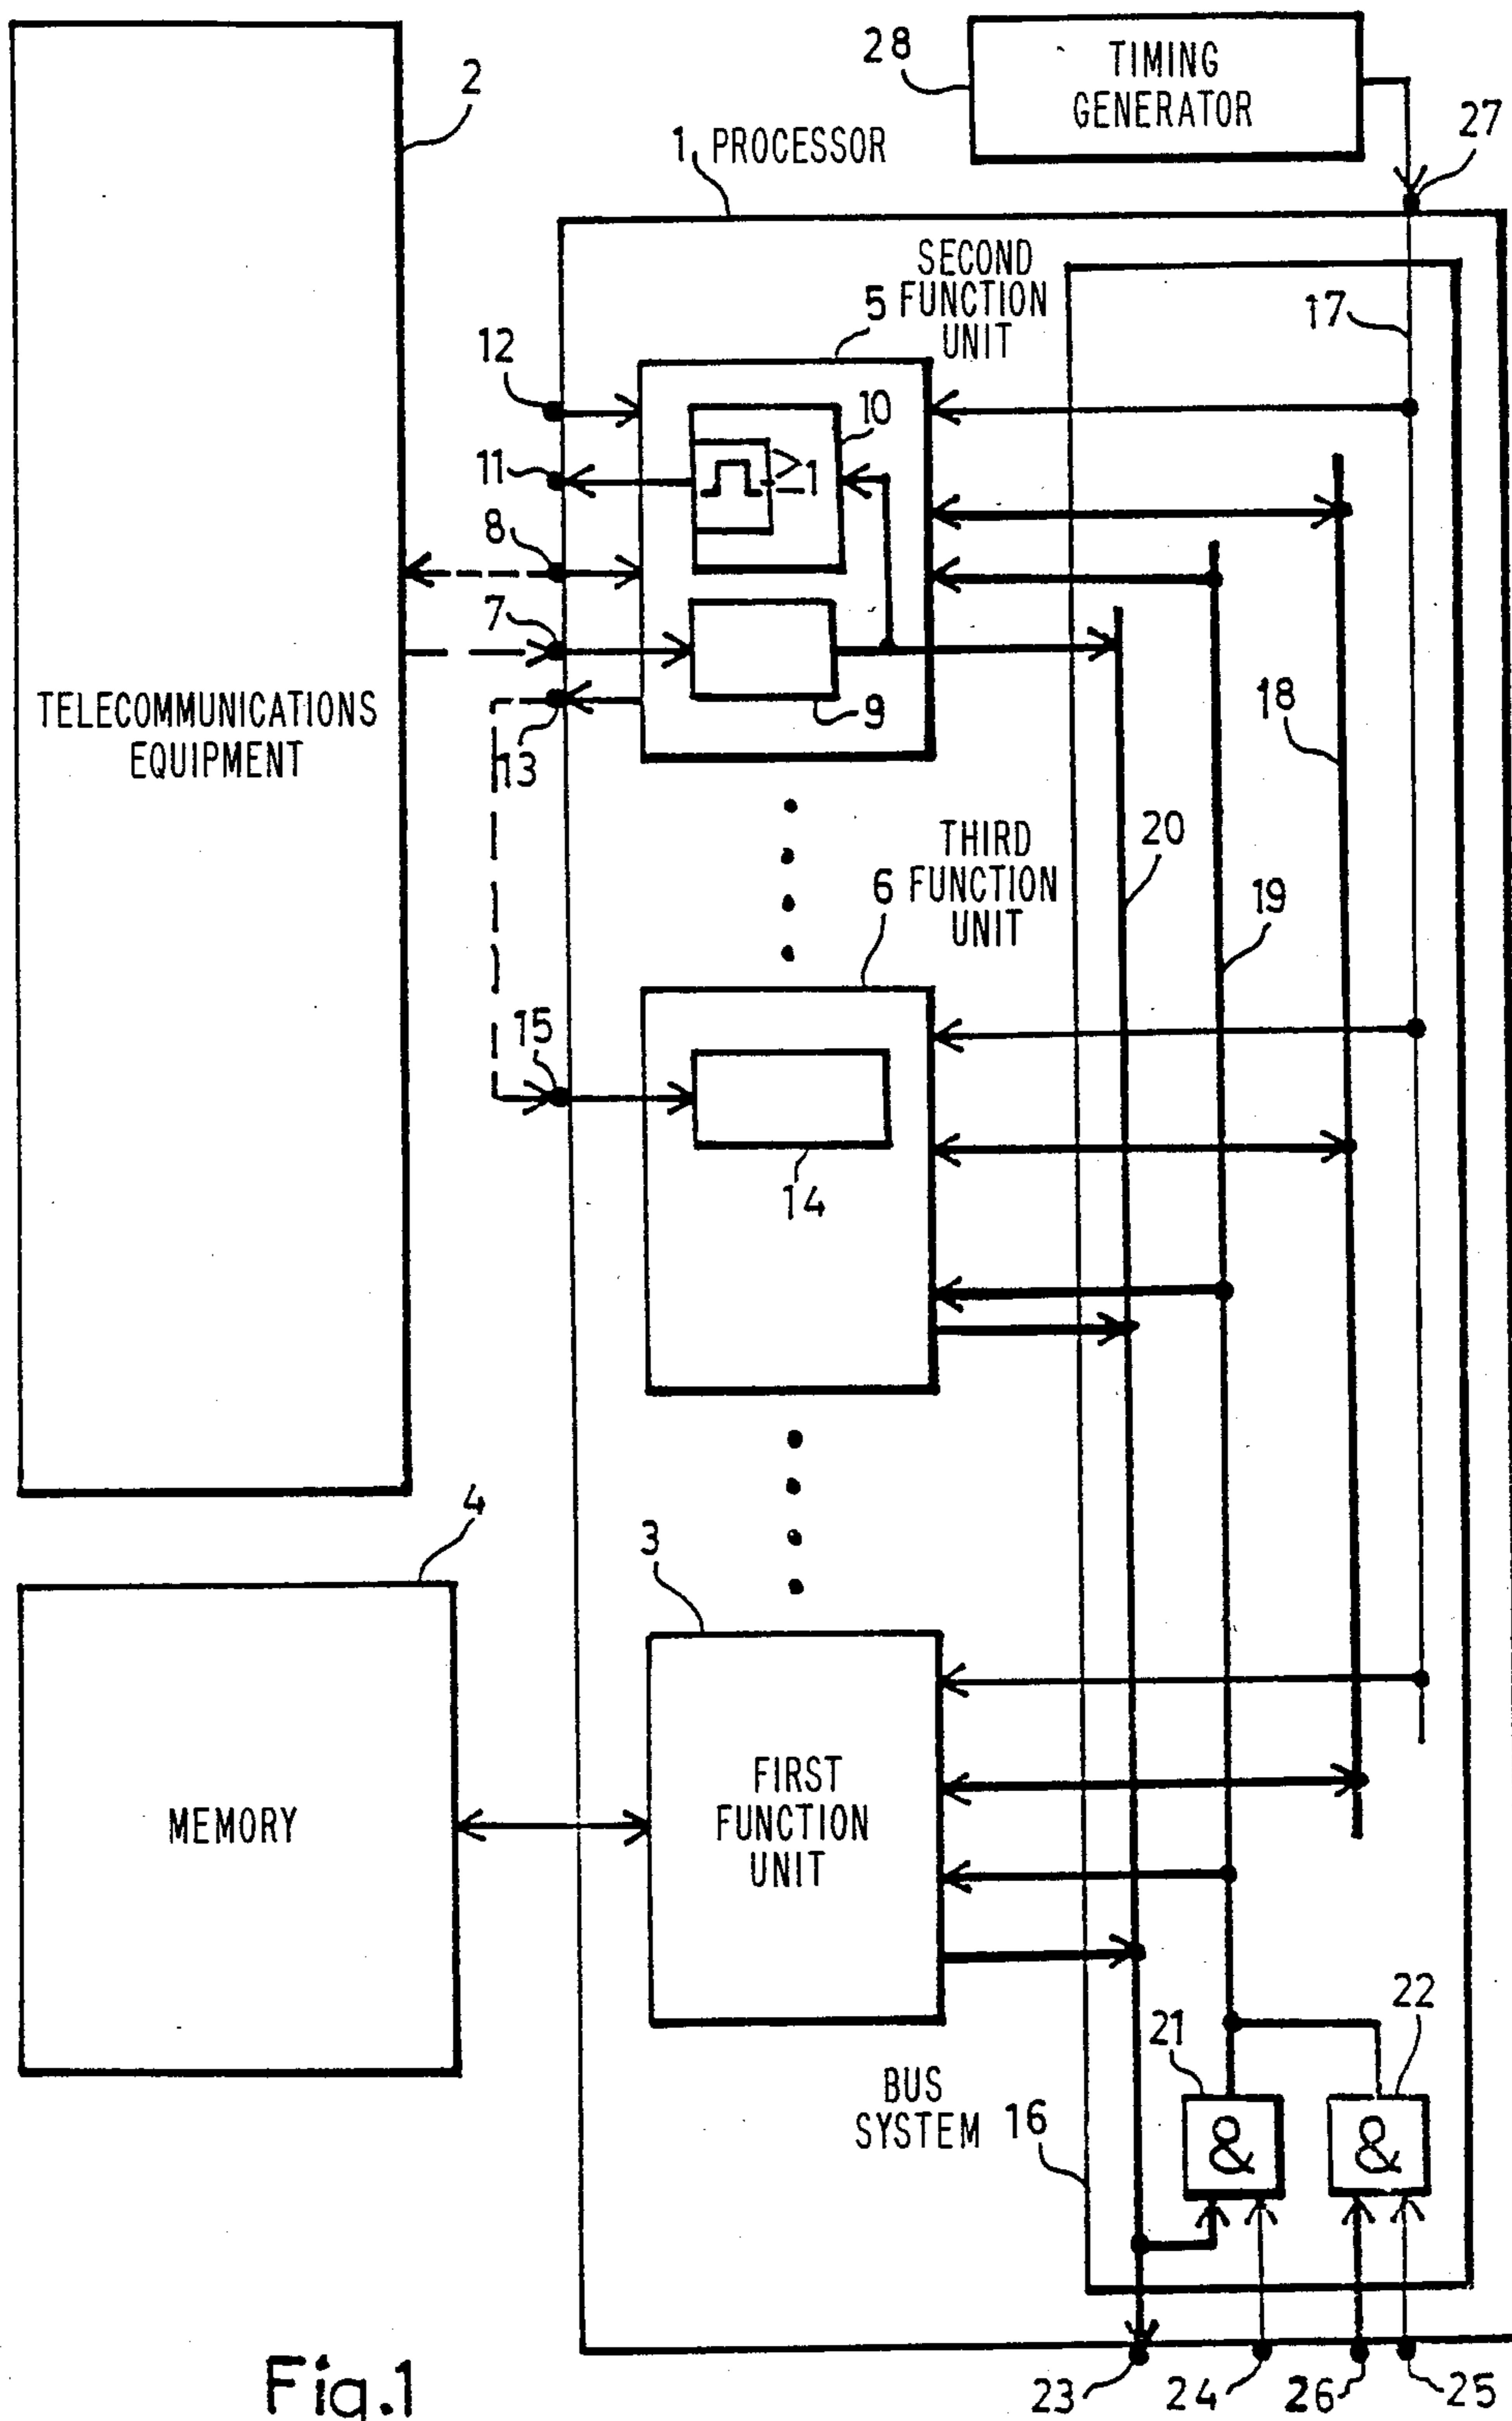 28
TIMING
GENERATOR
27
2
1 PROCESSOR
SECOND
5 FUNCTION
UNIT
17
12
10
11
≥1
8
7
9
13
18
TELECOMMUNICATIONS
EQUIPMENT
THIRD
6 FUNCTION
UNIT
20
19
15
14
4
3
MEMORY
FIRST
FUNCTION
UNIT
22
21
BUS
SYSTEM 16
&
&
23
24
26
25
Fig.1